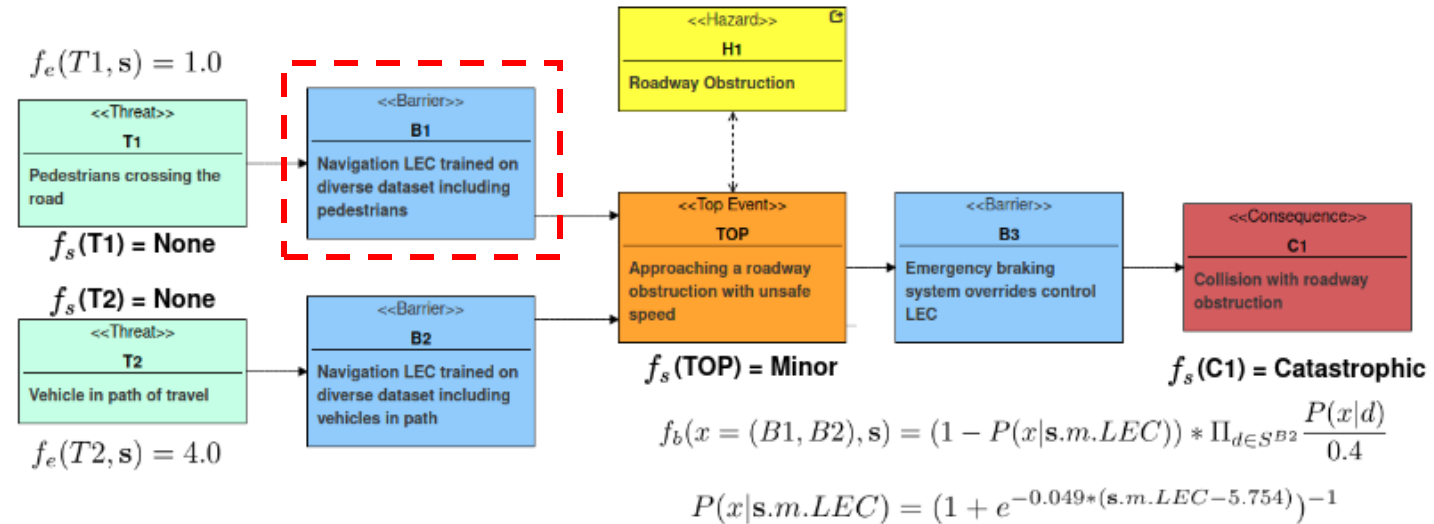 f_e(T1, s) = 1.0
<<Threat>>
T1
Pedestrians crossing the
road
f_s(T1) = None
f_s(T2) = None
<<Threat>>
T2
Vehicle in path of travel
f_e(T2, s) = 4.0
<<Barrier>>
B1
Navigation LEC trained on
diverse dataset including
pedestrians
<<Barrier>>
B2
Navigation LEC trained on
diverse dataset including
vehicles in path
<<Hazard>>
H1
Roadway Obstruction
<<Top Event>>
TOP
Approaching a roadway
obstruction with unsafe
speed
f_s(TOP) = Minor
<<Barrier>>
B3
Emergency braking
system overrides control
LEC
<<Consequence>>
C1
Collision with roadway
obstruction
f_s(C1) = Catastrophic
f_b(x = (B1, B2), s) = (1 − P(x|s.m.LEC)) * Π_{d∈S^{B2}} \frac{P(x|d)}{0.4}
P(x|s.m.LEC) = (1 + e^{−0.049*(s.m.LEC−5.754)})^{−1}